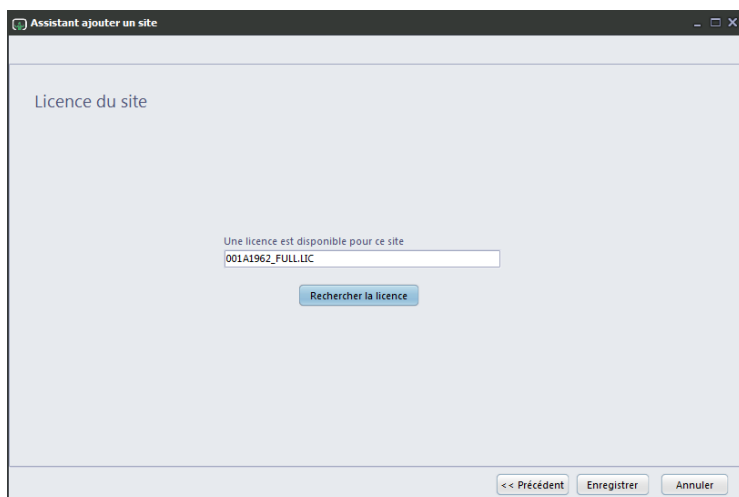 Assistant ajouter un site
Licence du site
Une licence est disponible pour ce site
001A1962_FULL.LIC
Rechercher la licence
<< Précédent Enregistrer Annuler